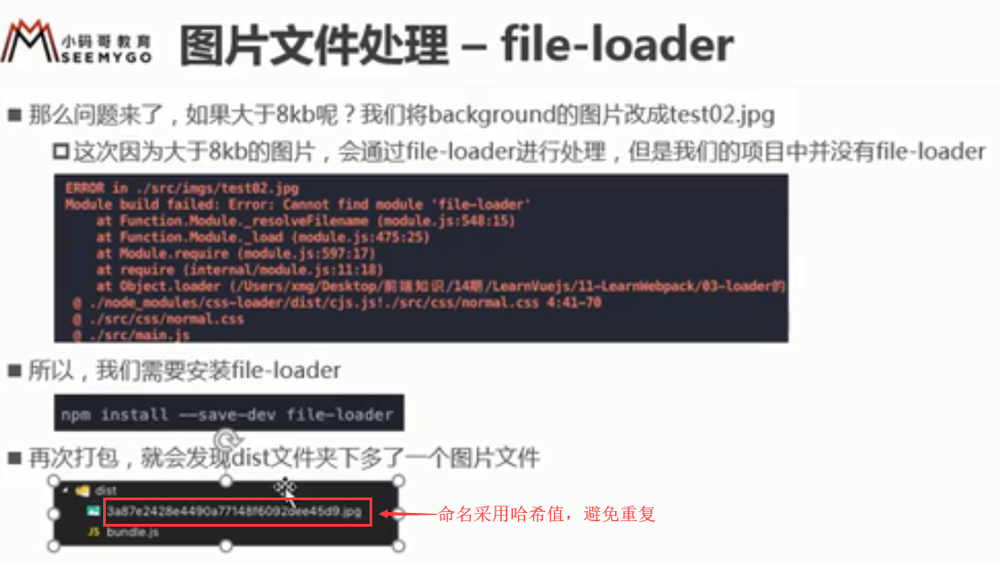 小码哥教育
SEEMYGO
图片文件处理 – file-loader
那么问题来了，如果大于8kb呢？我们将background的图片改成test02.jpg
这次因为大于8kb的图片，会通过file-loader进行处理，但是我们的项目中并没有file-loader
ERROR in ./src/imgs/test02.jpg
Module build failed: Error: Cannot find module 'file-loader'
at Function.Module._resolveFilename (module.js:548:15)
at Function.Module._load (module.js:475:25)
at Module.require (module.js:597:17)
at require (internal/module.js:11:18)
at Object.loader (/Users/xmg/Desktop/前端知识/14期/LearnVuejs/11-LearnWebpack/03-loader的
@ ./node_modules/css-loader/dist/cjs.js!./src/css/normal.css 4:41-70
@ ./src/css/normal.css
@ ./src/main.js
所以，我们需要安装file-loader
npm install --save-dev file-loader
再次打包，就会发现dist文件夹下多了一个图片文件
dist
3a87e2428e4490a77148f6092dee45d9.jpg
命名采用哈希值，避免重复
JS bundle.js